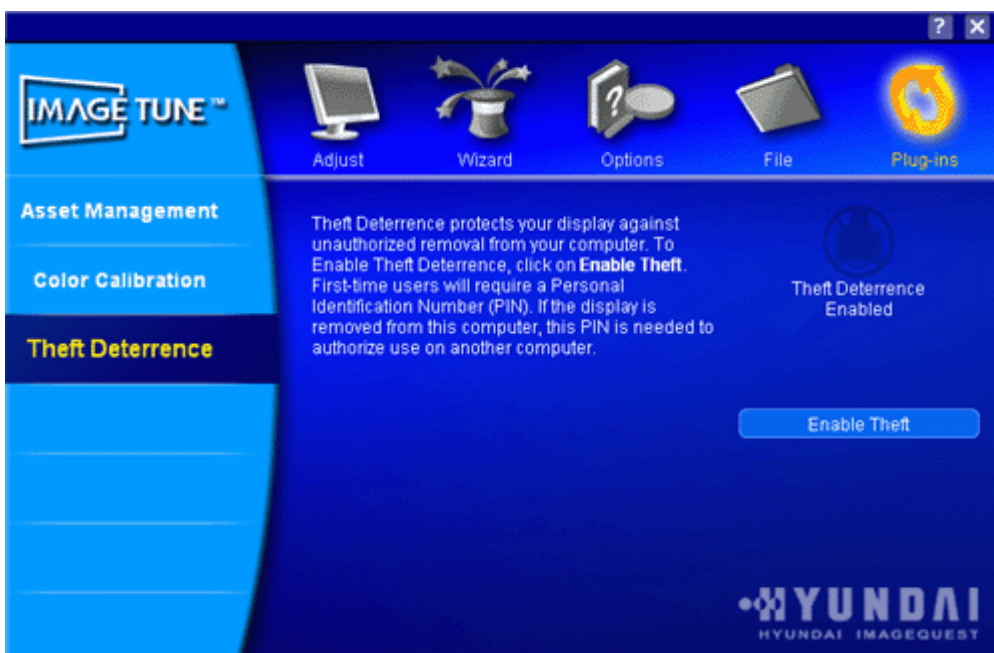 ? X
IMAGE TUNE™
Adjust
Wizard
Options
File
Plug-ins
Asset Management
Color Calibration
Theft Deterrence
Theft Deterrence protects your display against
unauthorized removal from your computer. To
Enable Theft Deterrence, click on Enable Theft.
First-time users will require a Personal
Identification Number (PIN). If the display is
removed from this computer, this PIN is needed to
authorize use on another computer.
Theft Deterrence
Enabled
Enable Theft
HYUNDAI
HYUNDAI IMAGEQUEST